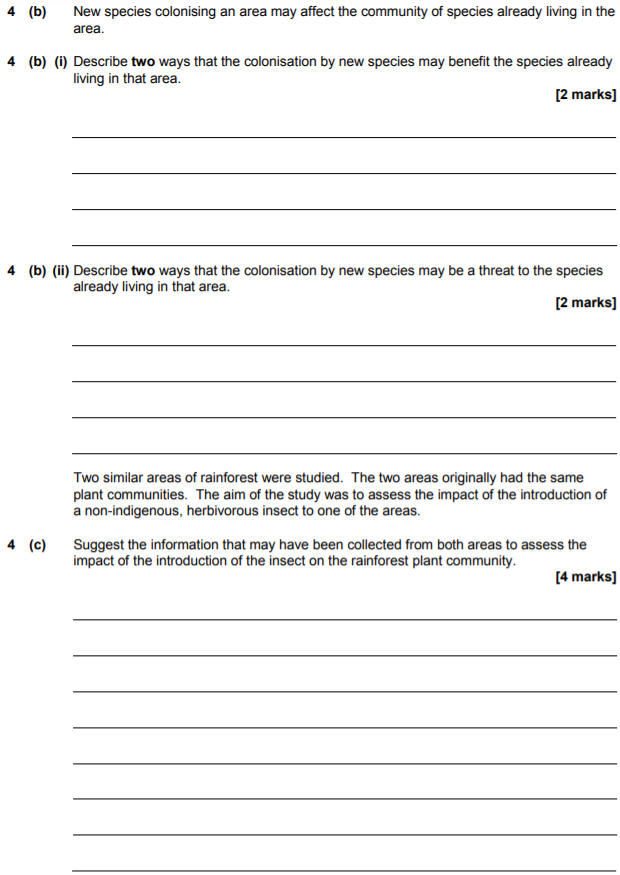 4 (b) New species colonising an area may affect the community of species already living in the
area.
4 (b) (i) Describe two ways that the colonisation by new species may benefit the species already
living in that area.
[2 marks]
4 (b) (ii) Describe two ways that the colonisation by new species may be a threat to the species
already living in that area.
[2 marks]
Two similar areas of rainforest were studied. The two areas originally had the same
plant communities. The aim of the study was to assess the impact of the introduction of
a non-indigenous, herbivorous insect to one of the areas.
4 (c) Suggest the information that may have been collected from both areas to assess the
impact of the introduction of the insect on the rainforest plant community.
[4 marks]